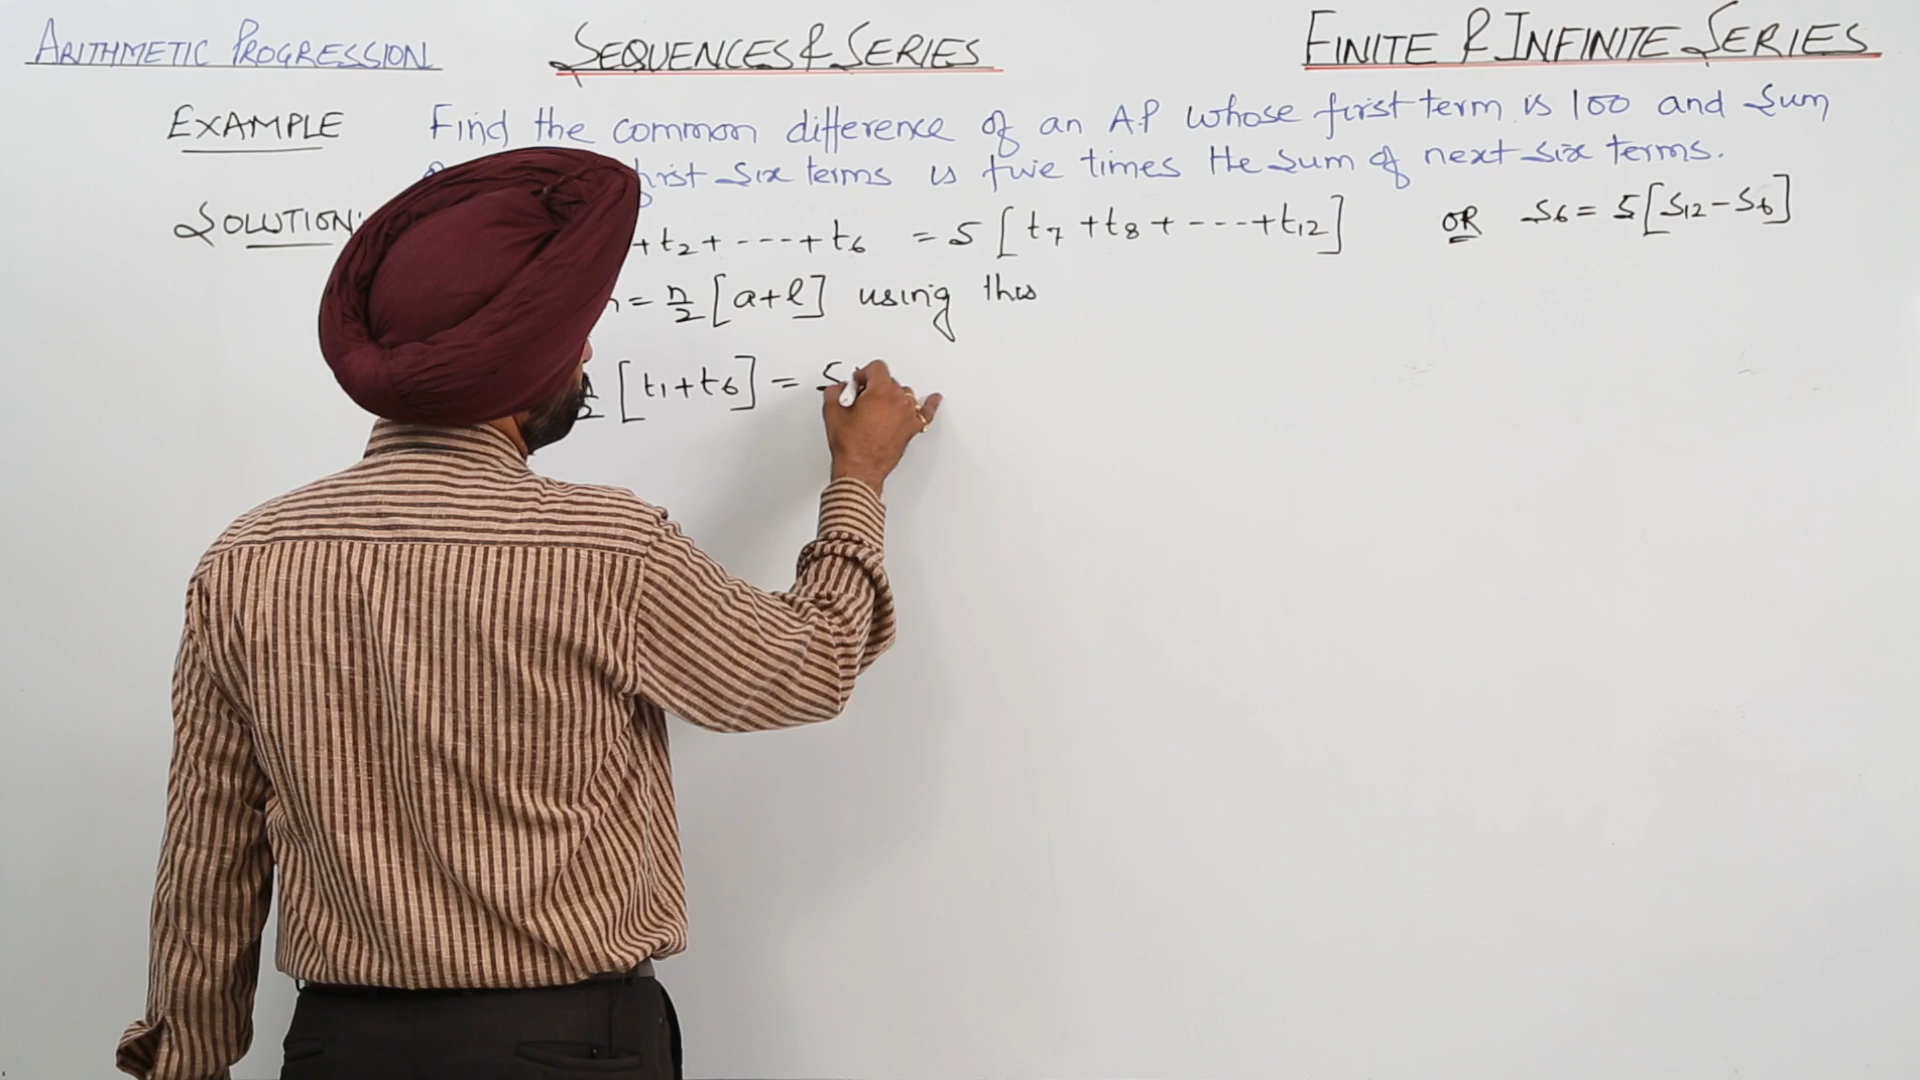 ARITHMETIC PROGRESSION SEQUENCES & SERIES FINITE & INFINITE SERIES
EXAMPLE Find the common difference of an AP whose first term is 100 and sum
first six terms is five times the sum of next six terms.
SOLUTION: + t2 + ---- + t6 = 5 [t7 + t8 + ---- + t12] OR S6 = 5[S12 - S6]
= n/2 [a+l] using this
/2 [t1 + t6] = 5